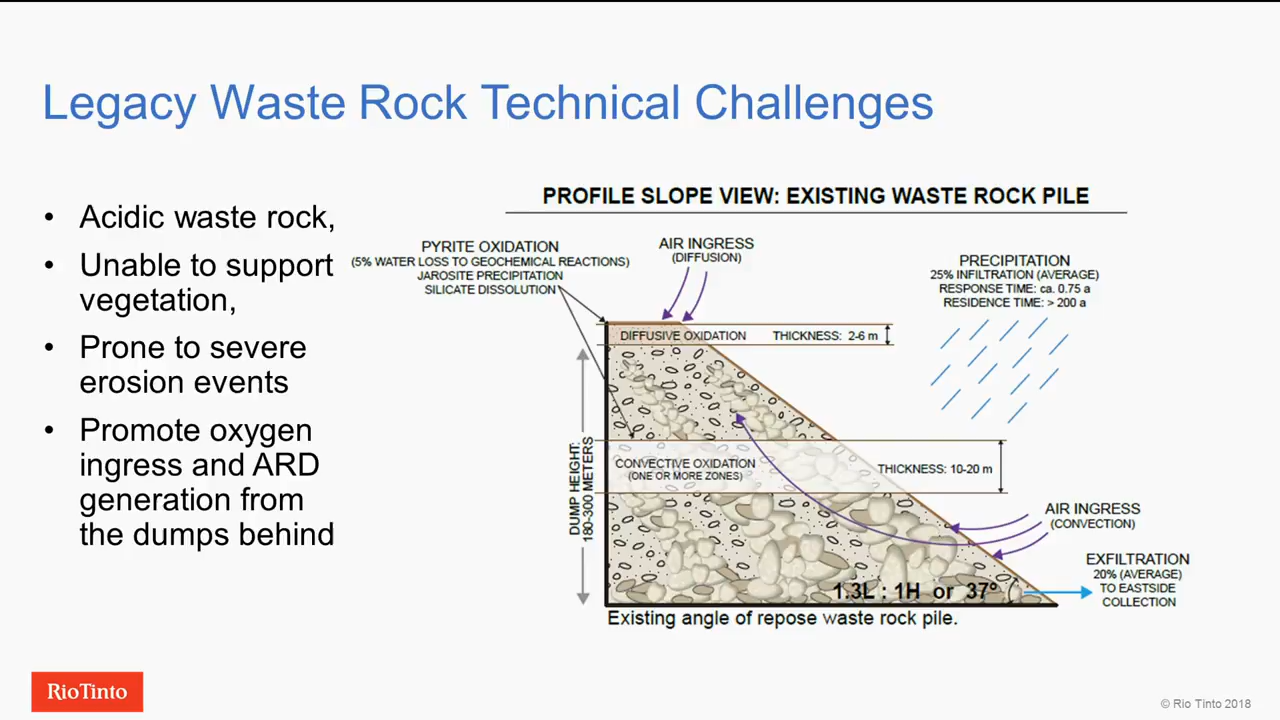 Legacy Waste Rock Technical Challenges
• Acidic waste rock,
• Unable to support
vegetation,
• Prone to severe
erosion events
• Promote oxygen
ingress and ARD
generation from
the dumps behind
PROFILE SLOPE VIEW: EXISTING WASTE ROCK PILE
PYRITE OXIDATION
(5% WATER LOSS TO GEOCHEMICAL REACTIONS)
JAROSITE PRECIPITATION
SILICATE DISSOLUTION
AIR INGRESS
(DIFFUSION)
PRECIPITATION
25% INFILTRATION (AVERAGE)
RESPONSE TIME: ca. 0.75 a
RESIDENCE TIME: > 200 a
DIFFUSIVE OXIDATION
THICKNESS: 2-6 m
DUMP HEIGHT:
180-300 METERS
CONVECTIVE OXIDATION
(ONE OR MORE ZONES)
THICKNESS: 10-20 m
AIR INGRESS
(CONVECTION)
EXFILTRATION
20% (AVERAGE)
TO EASTSIDE
COLLECTION
1.3L : 1H or 37°
Existing angle of repose waste rock pile.
RioTinto
© Rio Tinto 2018